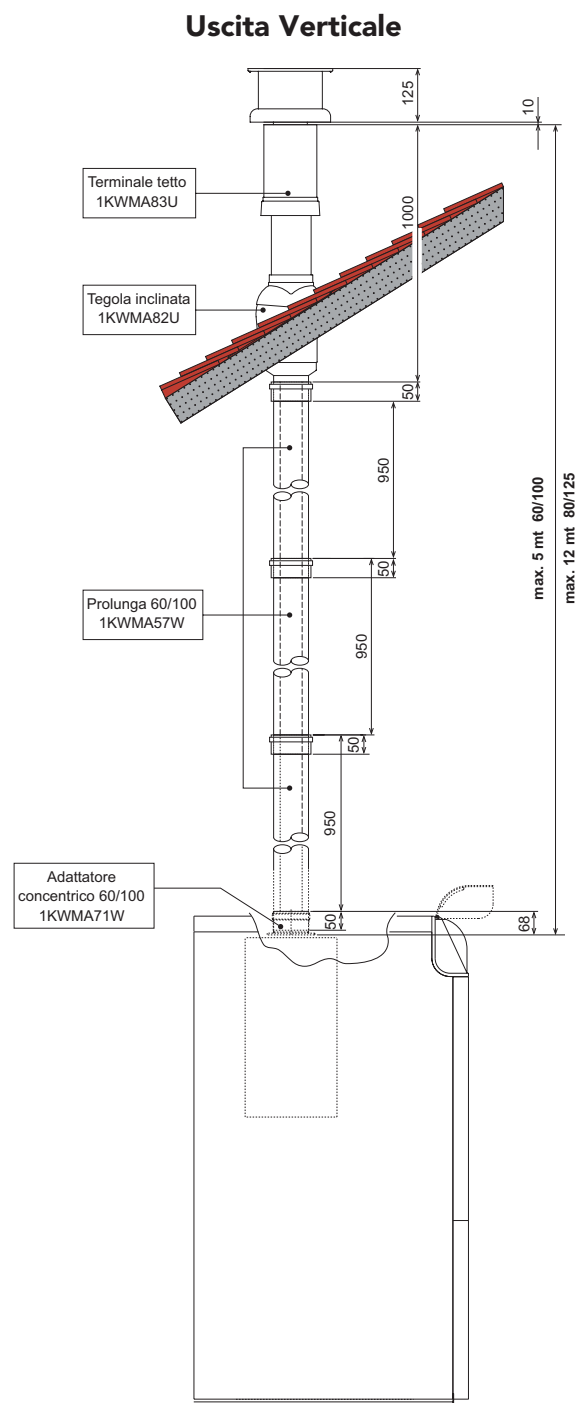 Uscita Verticale
125
10
Terminale tetto
1KWMA83U
1000
Tegola inclinata
1KWMA82U
50
950
max. 5 mt 60/100
max. 12 mt 80/125
50
Prolunga 60/100
1KWMA57W
950
50
950
Adattatore
concentrico 60/100
1KWMA71W
50
68